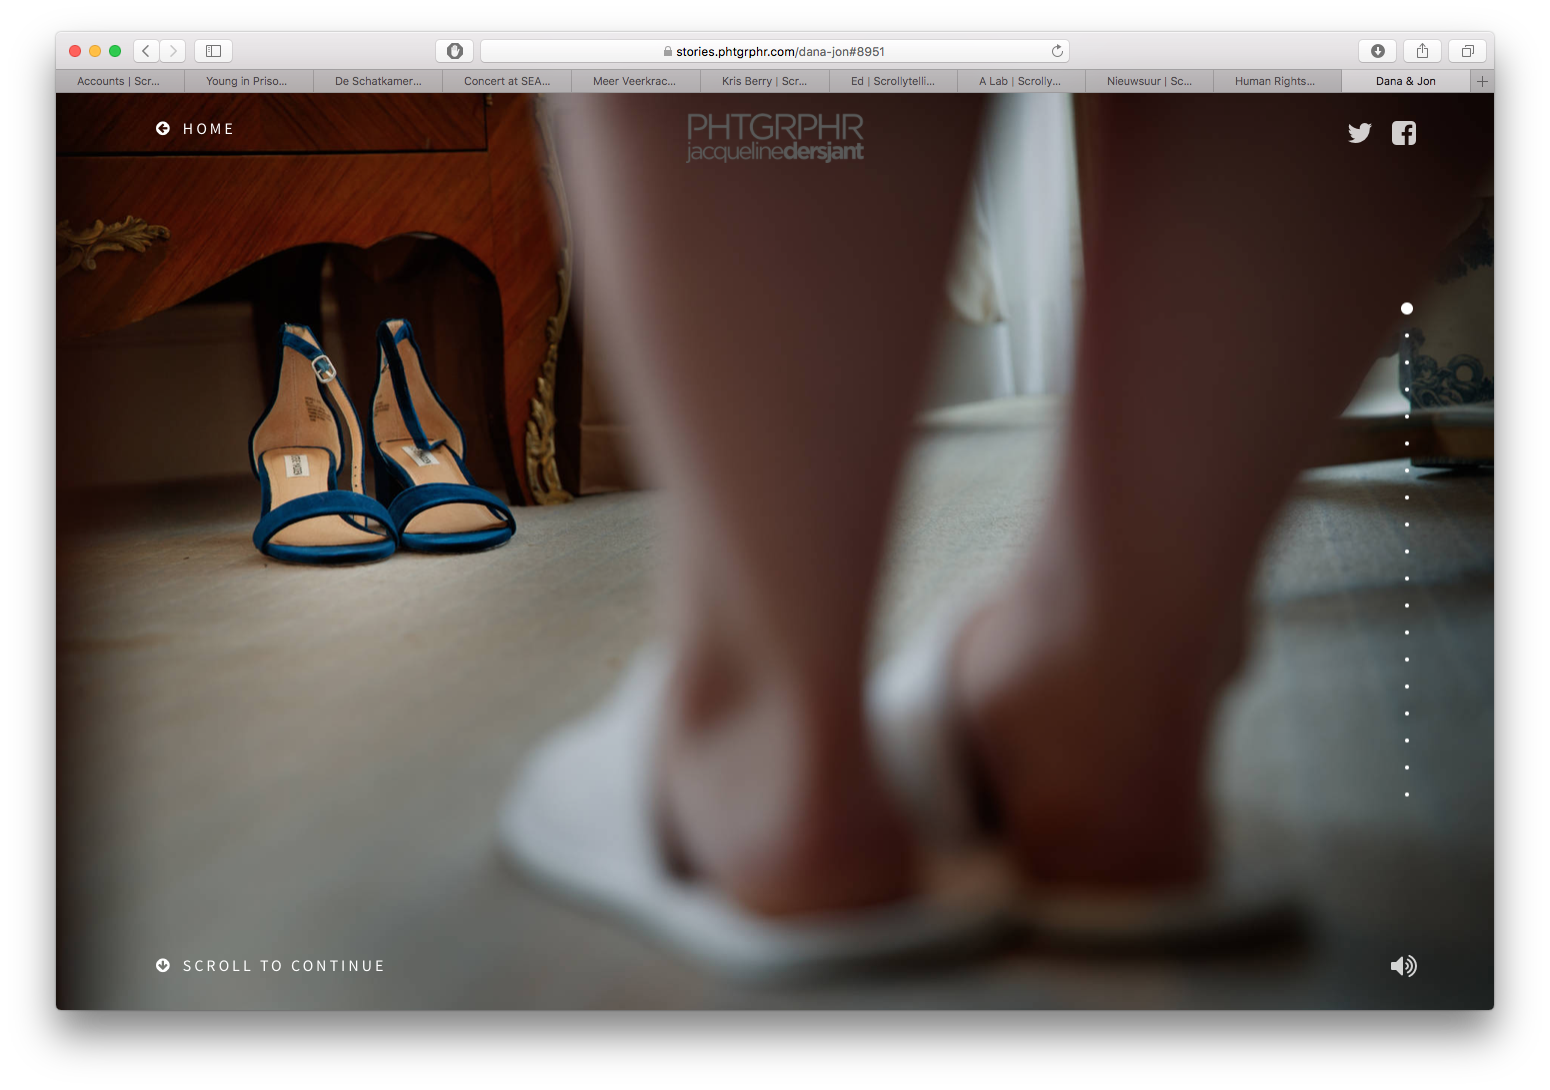 stories.phtgrphr.com/dana-jon#8951
Accounts | Scr...
Young in Priso...
De Schatkamer...
Concert at SEA...
Meer Veerkrac...
Kris Berry | Scr...
Ed | Scrollytelli...
A Lab | Scrolly...
Nieuwsuur | Sc...
Human Rights...
Dana & Jon
HOME
PHTGRPHR
jacquelinedersjant
SCROLL TO CONTINUE